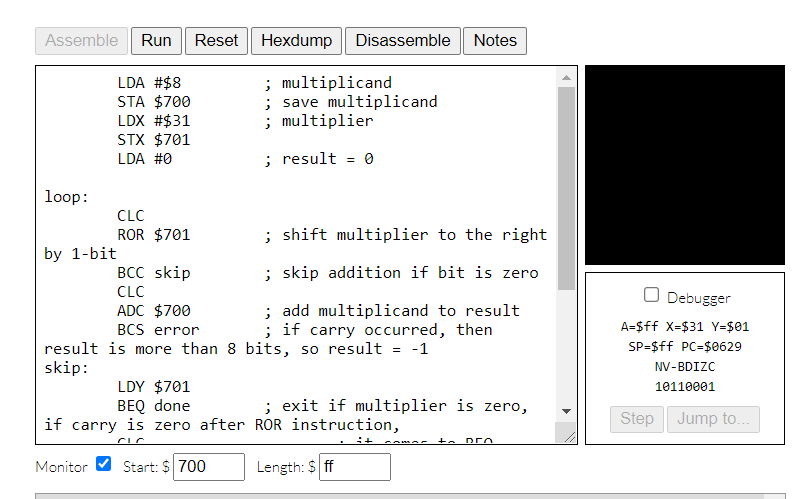 Assemble Run Reset Hexdump Disassemble Notes
LDA #$8 ; multiplicand
STA $700 ; save multiplicand
LDX #$31 ; multiplier
STX $701
LDA #0 ; result = 0
loop:
CLC
ROR $701 ; shift multiplier to the right
by 1-bit
BCC skip ; skip addition if bit is zero
CLC
ADC $700 ; add multiplicand to result
BCS error ; if carry occurred, then
result is more than 8 bits, so result = -1
skip:
LDY $701
BEQ done ; exit if multiplier is zero,
if carry is zero after ROR instruction,
CLC ; it comes to BEQ
Debugger
A=$ff X=$31 Y=$01
SP=$ff PC=$0629
NV-BDIZC
10110001
Step Jump to...
Monitor Start: $ 700 Length: $ ff